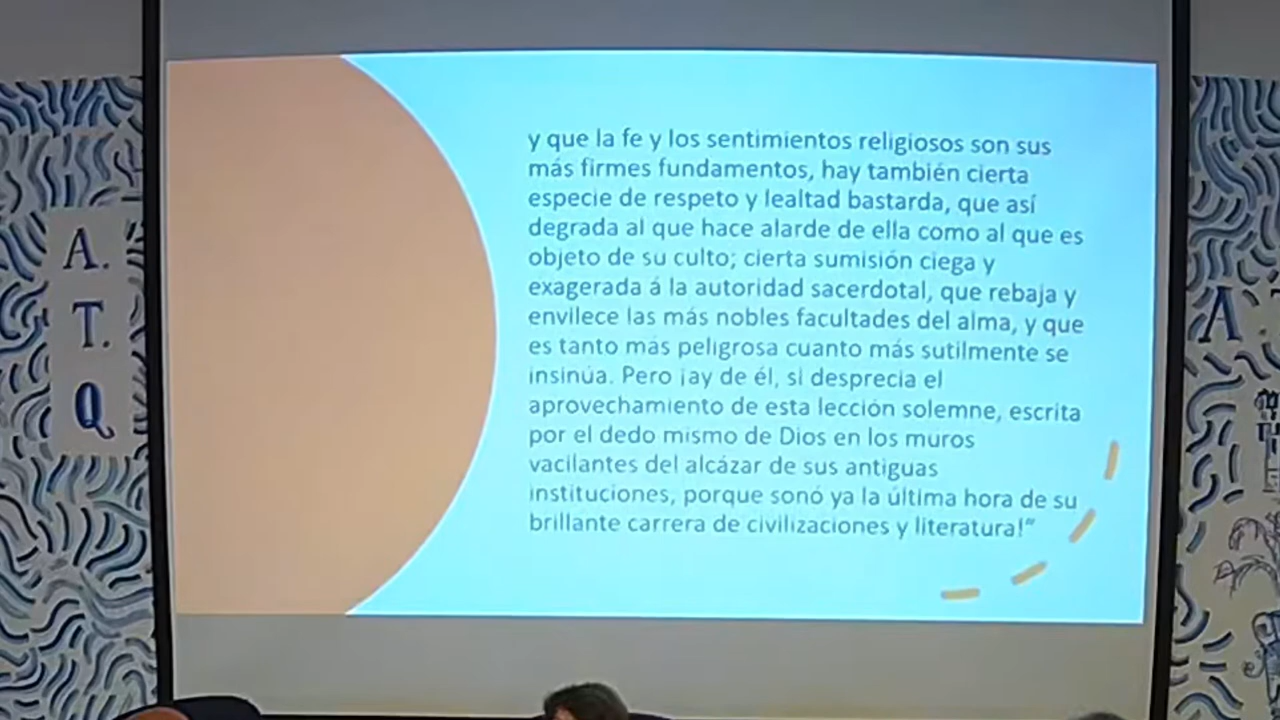 A.
T.
Q
y que la fe y los sentimientos religiosos son sus
más firmes fundamentos, hay también cierta
especie de respeto y lealtad bastarda, que así
degrada al que hace alarde de ella como al que es
objeto de su culto; cierta sumisión ciega y
exagerada á la autoridad sacerdotal, que rebaja y
envilece las más nobles facultades del alma, y que
es tanto más peligrosa cuanto más sutilmente se
insinúa. Pero ¡ay de él, si desprecia el
aprovechamiento de esta lección solemne, escrita
por el dedo mismo de Dios en los muros
vacilantes del alcázar de sus antiguas
instituciones, porque sonó ya la última hora de su
brillante carrera de civilizaciones y literatura!"
A.